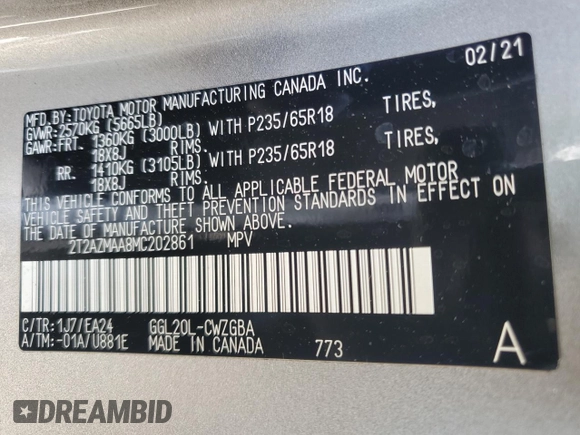 MFD.BY:TOYOTA MOTOR MANUFACTURING CANADA INC. 02/21
GVWR:2570KG (5665LB)
GAWR:FRT. 1360KG (3000LB) WITH P235/65R18 TIRES,
18X8J RIMS.
RR. 1410KG (3105LB) WITH P235/65R18 TIRES,
18X8J RIMS.
THIS VEHICLE CONFORMS TO ALL APPLICABLE FEDERAL MOTOR
VEHICLE SAFETY AND THEFT PREVENTION STANDARDS IN EFFECT ON
THE DATE OF MANUFACTURE SHOWN ABOVE.
2T2AZMAA8MC202861 MPV
C/TR:1J7/EA24 GGL20L-CWZGBA
A/TM:-01A/U881E MADE IN CANADA 773 A
DREAMBID